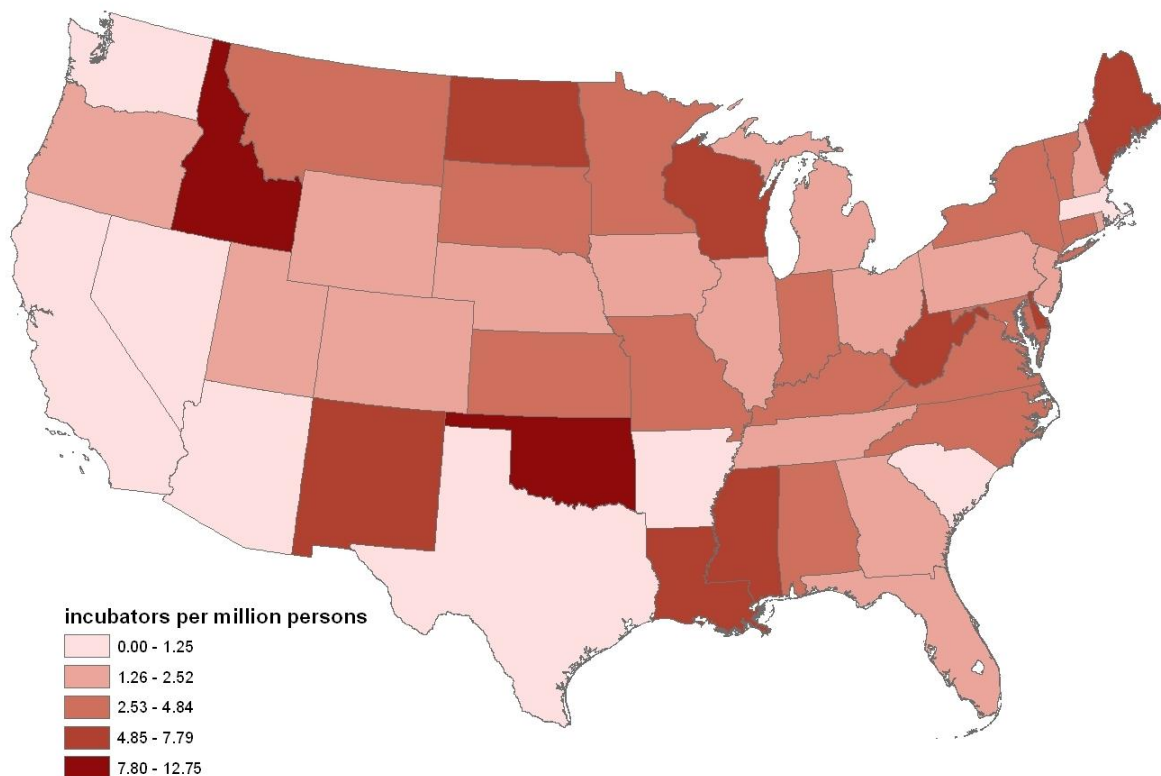 incubators per million persons
0.00 - 1.25
1.26 - 2.52
2.53 - 4.84
4.85 - 7.79
7.80 - 12.75